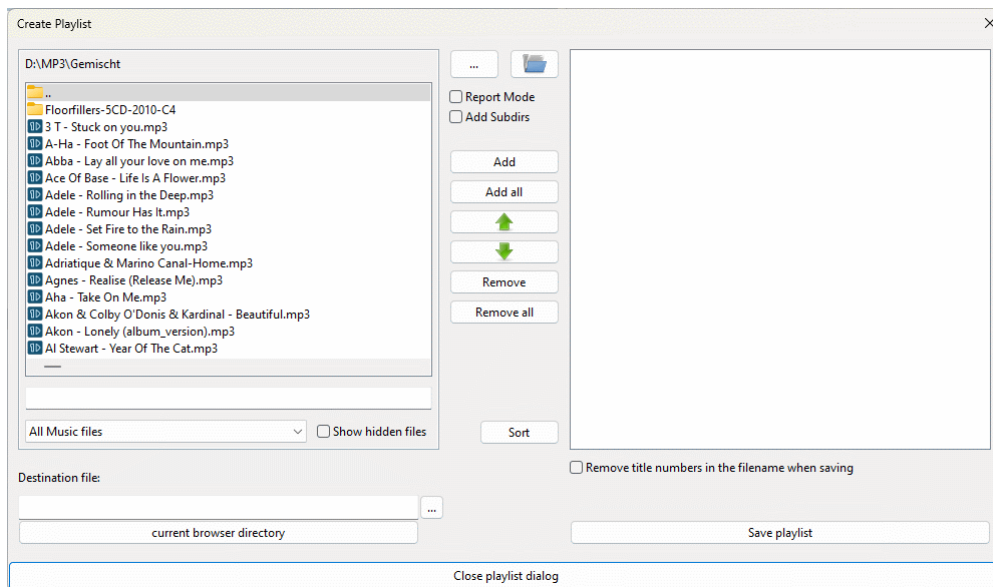 Create Playlist
D:\MP3\Gemischt
..
Floorfillers-5CD-2010-C4
3 T - Stuck on you.mp3
A-Ha - Foot Of The Mountain.mp3
Abba - Lay all your love on me.mp3
Ace Of Base - Life Is A Flower.mp3
Adele - Rolling in the Deep.mp3
Adele - Rumour Has It.mp3
Adele - Set Fire to the Rain.mp3
Adele - Someone like you.mp3
Adriatique & Marino Canal-Home.mp3
Agnes - Realise (Release Me).mp3
Aha - Take On Me.mp3
Akon & Colby O'Donis & Kardinal - Beautiful.mp3
Akon - Lonely (album_version).mp3
Al Stewart - Year Of The Cat.mp3
All Music files
Show hidden files
...
Report Mode
Add Subdirs
Add
Add all
Remove
Remove all
Sort
Remove title numbers in the filename when saving
Destination file:
...
current browser directory
Save playlist
Close playlist dialog